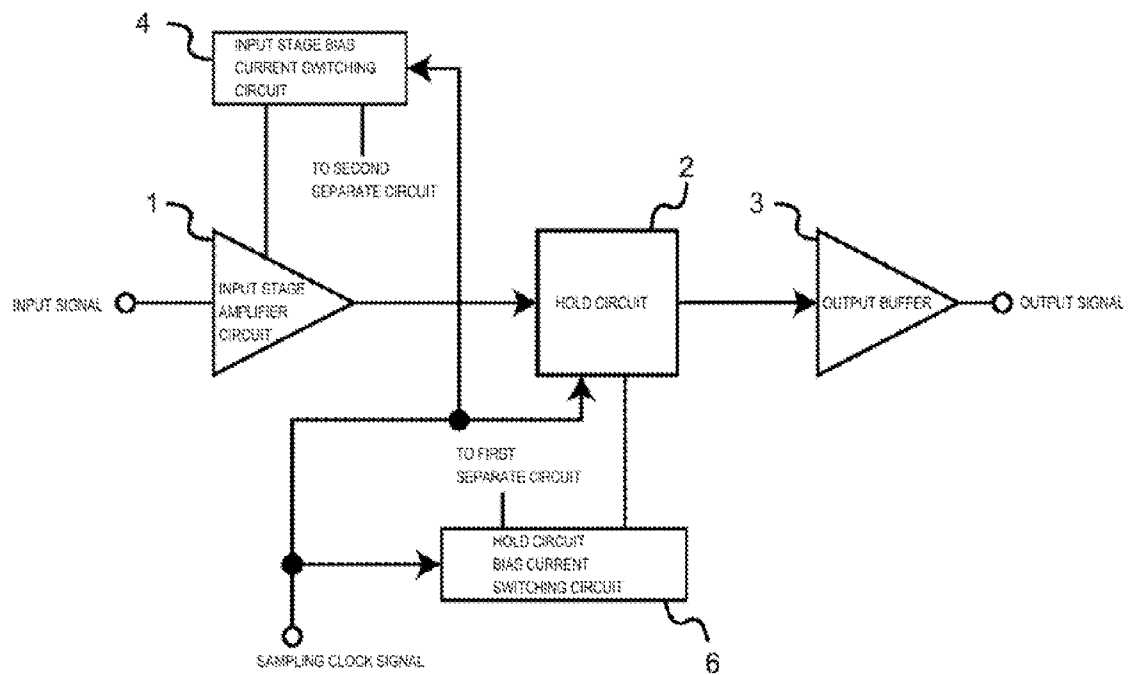 4
INPUT STAGE BIAS
CURRENT SWITCHING
CIRCUIT
TO SECOND
SEPARATE CIRCUIT
1
2
3
INPUT SIGNAL
INPUT STAGE
AMPLIFIER
CIRCUIT
HOLD CIRCUIT
OUTPUT BUFFER
OUTPUT SIGNAL
TO FIRST
SEPARATE CIRCUIT
HOLD CIRCUIT
BIAS CURRENT
SWITCHING CIRCUIT
6
SAMPLING CLOCK SIGNAL